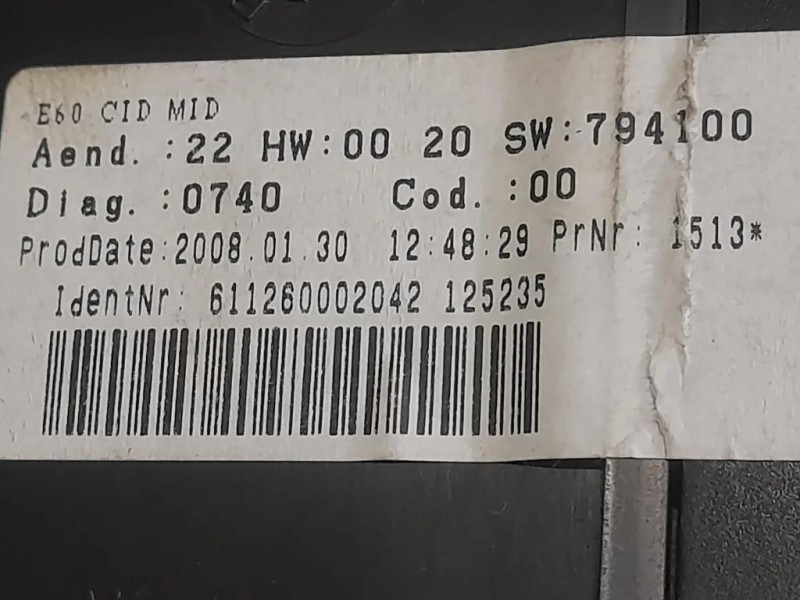 E60 CID MID
Aend. :22 HW:00 20 SW:794100
Diag. :0740 Cod. :00
ProdDate:2008.01.30 12:48:29 PrNr: 1513*
IdentNr: 611260002042 125235